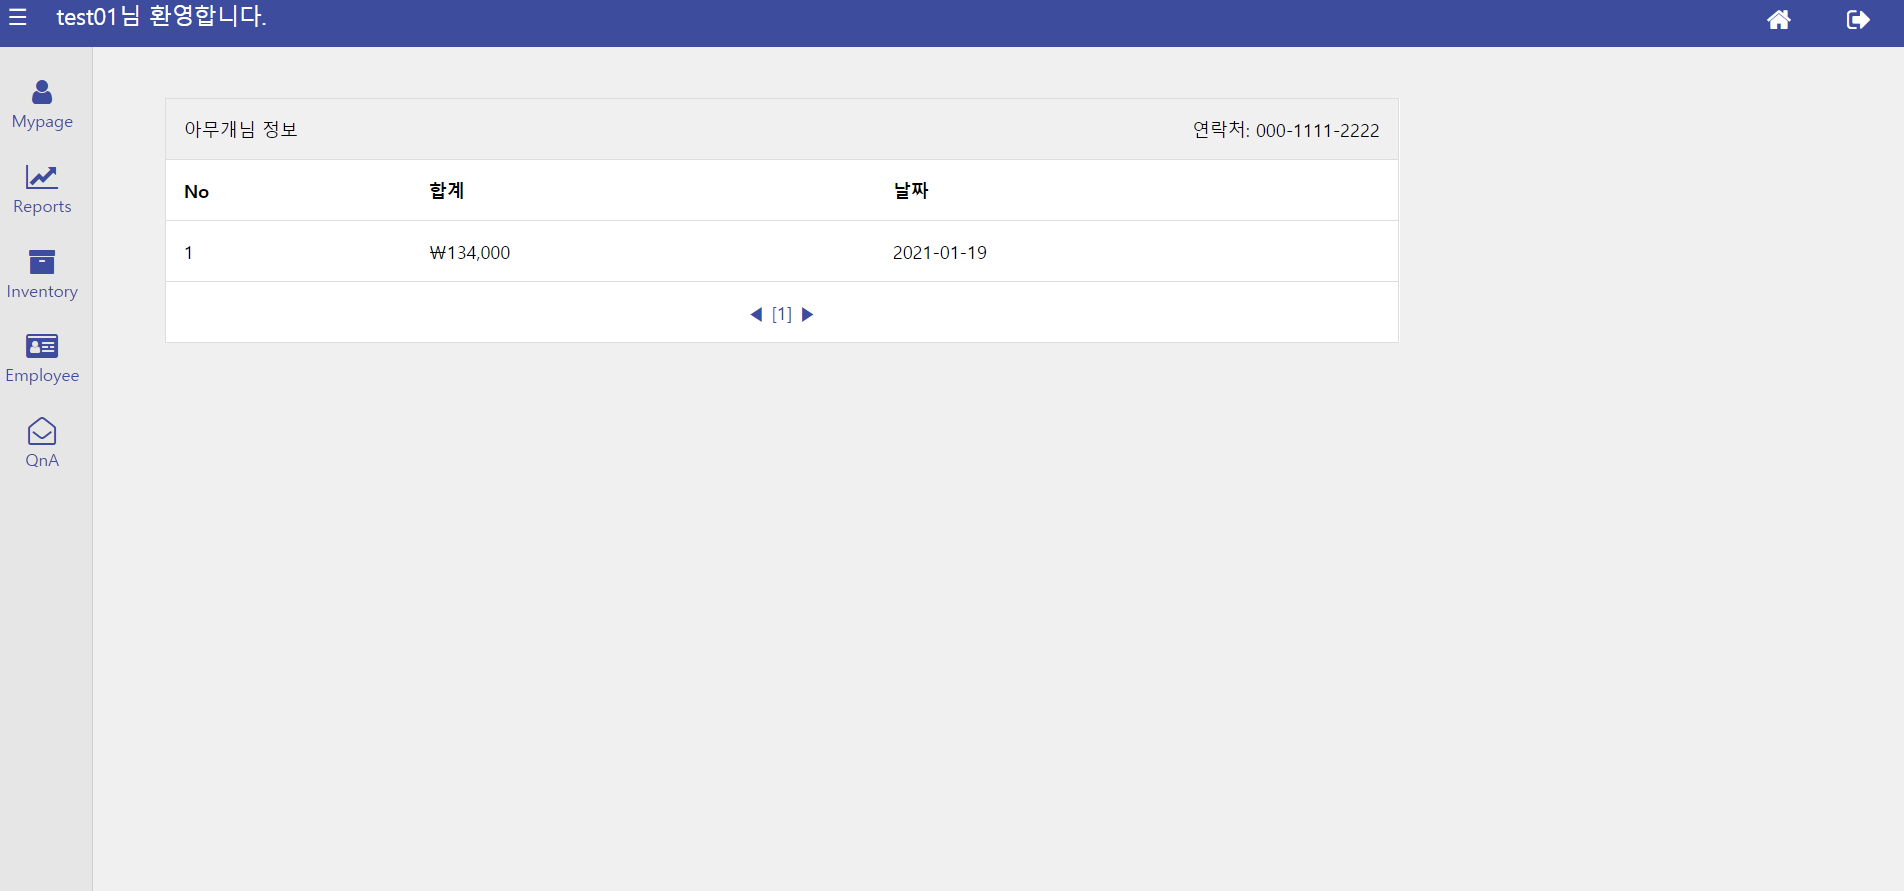 ☰ test01님 환영합니다.
Mypage
Reports
Inventory
Employee
QnA
아무개님 정보 연락처: 000-1111-2222
No 합계 날짜
1 ₩134,000 2021-01-19
◀ [1] ▶